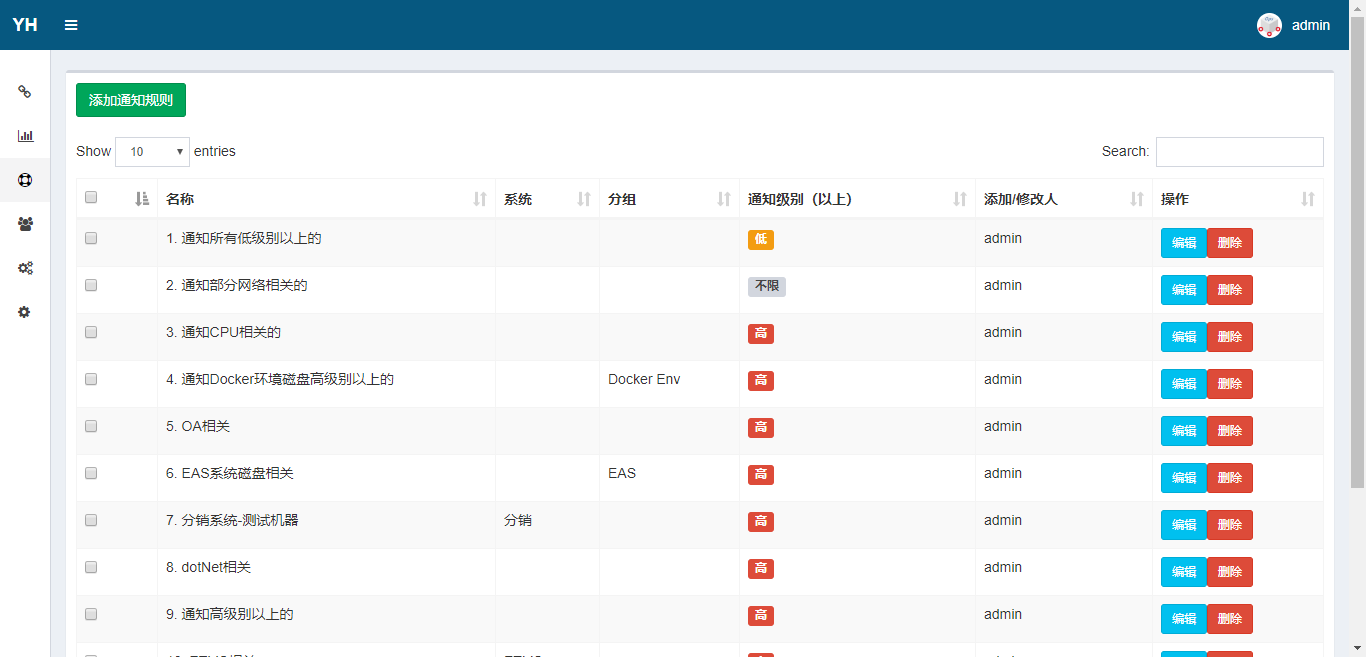 YH admin
添加通知规则
Show 10 entries Search:
名称 系统 分组 通知级别（以上） 添加/修改人 操作
1. 通知所有低级别以上的 低 admin 编辑 删除
2. 通知部分网络相关的 不限 admin 编辑 删除
3. 通知CPU相关的 高 admin 编辑 删除
4. 通知Docker环境磁盘高级别以上的 Docker Env 高 admin 编辑 删除
5. OA相关 高 admin 编辑 删除
6. EAS系统磁盘相关 EAS 高 admin 编辑 删除
7. 分销系统-测试机器 分销 高 admin 编辑 删除
8. dotNet相关 高 admin 编辑 删除
9. 通知高级别以上的 高 admin 编辑 删除